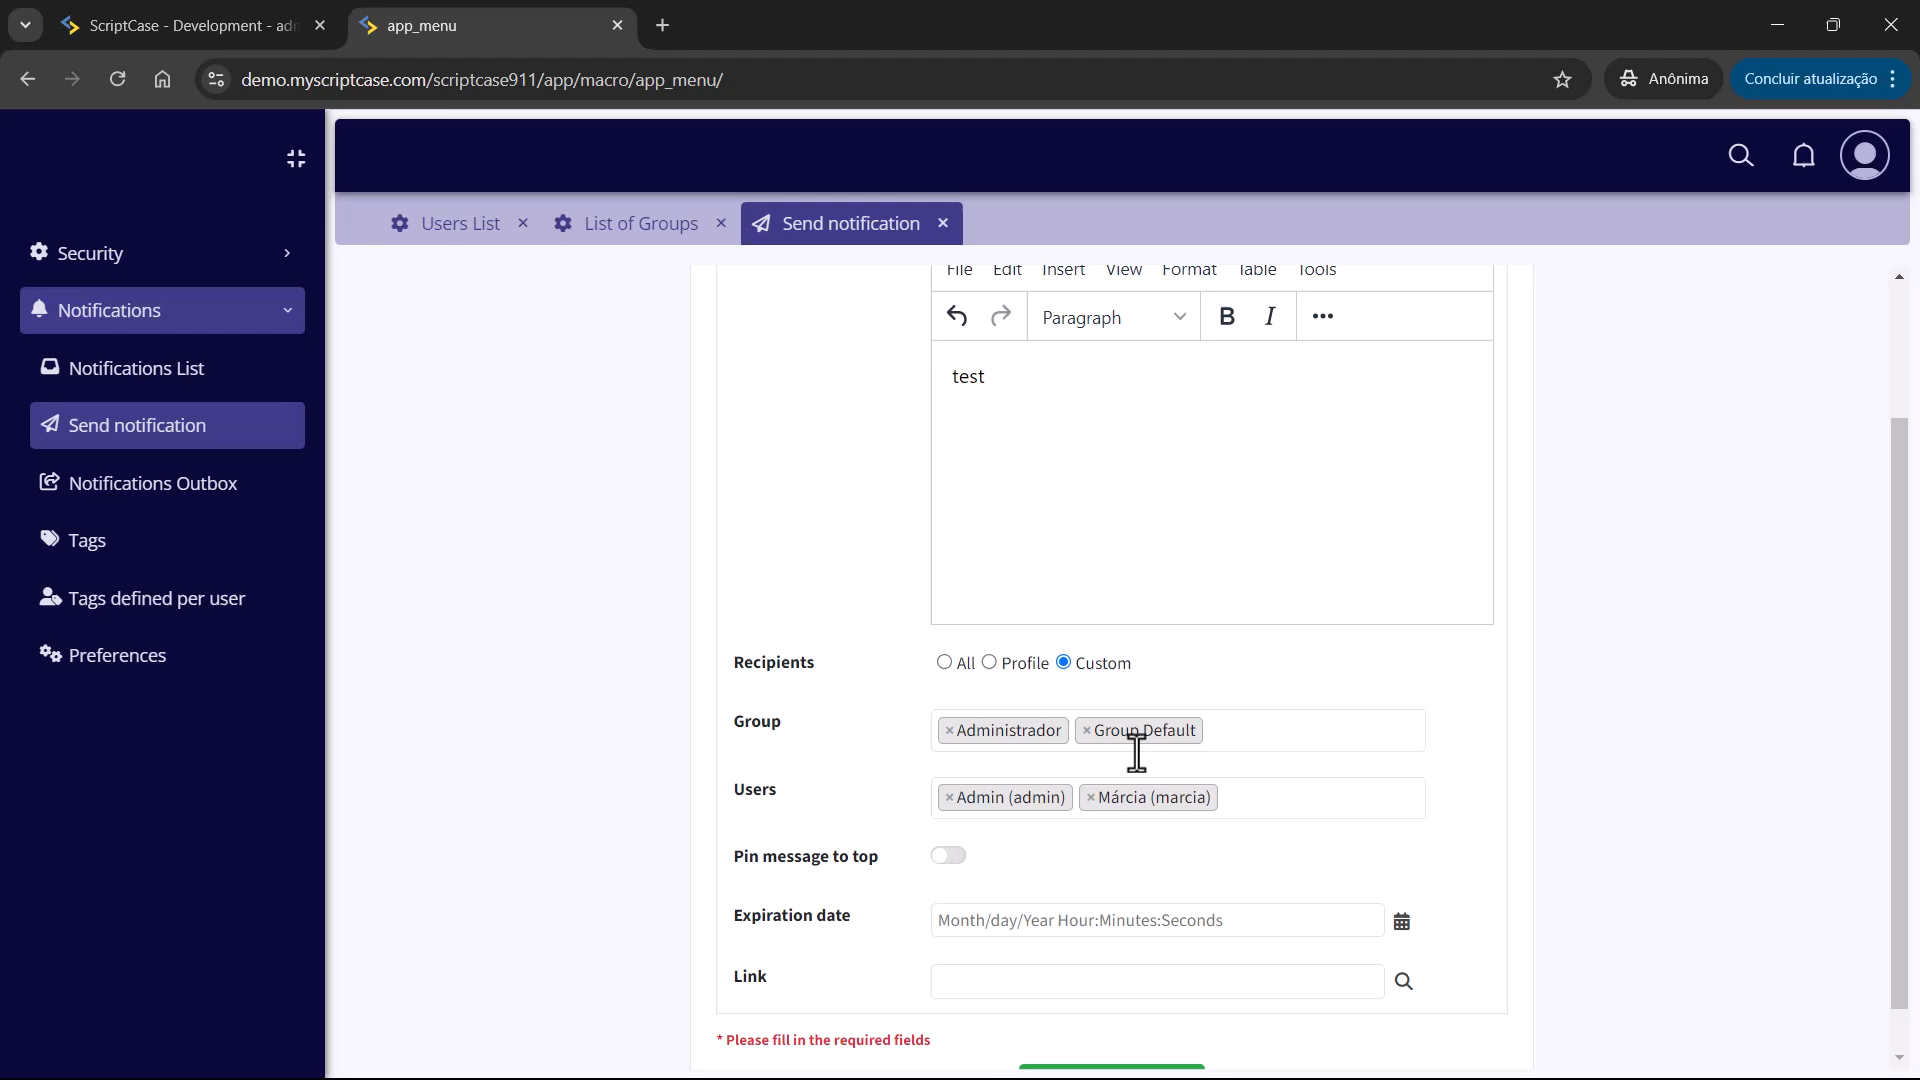 ScriptCase - Development - adm
app_menu
demo.myscriptcase.com/scriptcase911/app/macro/app_menu/
Anônima
Concluir atualização
Users List
List of Groups
Send notification
Security
Notifications
Notifications List
Send notification
Notifications Outbox
Tags
Tags defined per user
Preferences
File Edit Insert View Format Table Tools
Paragraph B I
test
Recipients All Profile Custom
Group × Administrador × Group Default
Users × Admin (admin) × Márcia (marcia)
Pin message to top
Expiration date Month/day/Year Hour:Minutes:Seconds
Link
* Please fill in the required fields